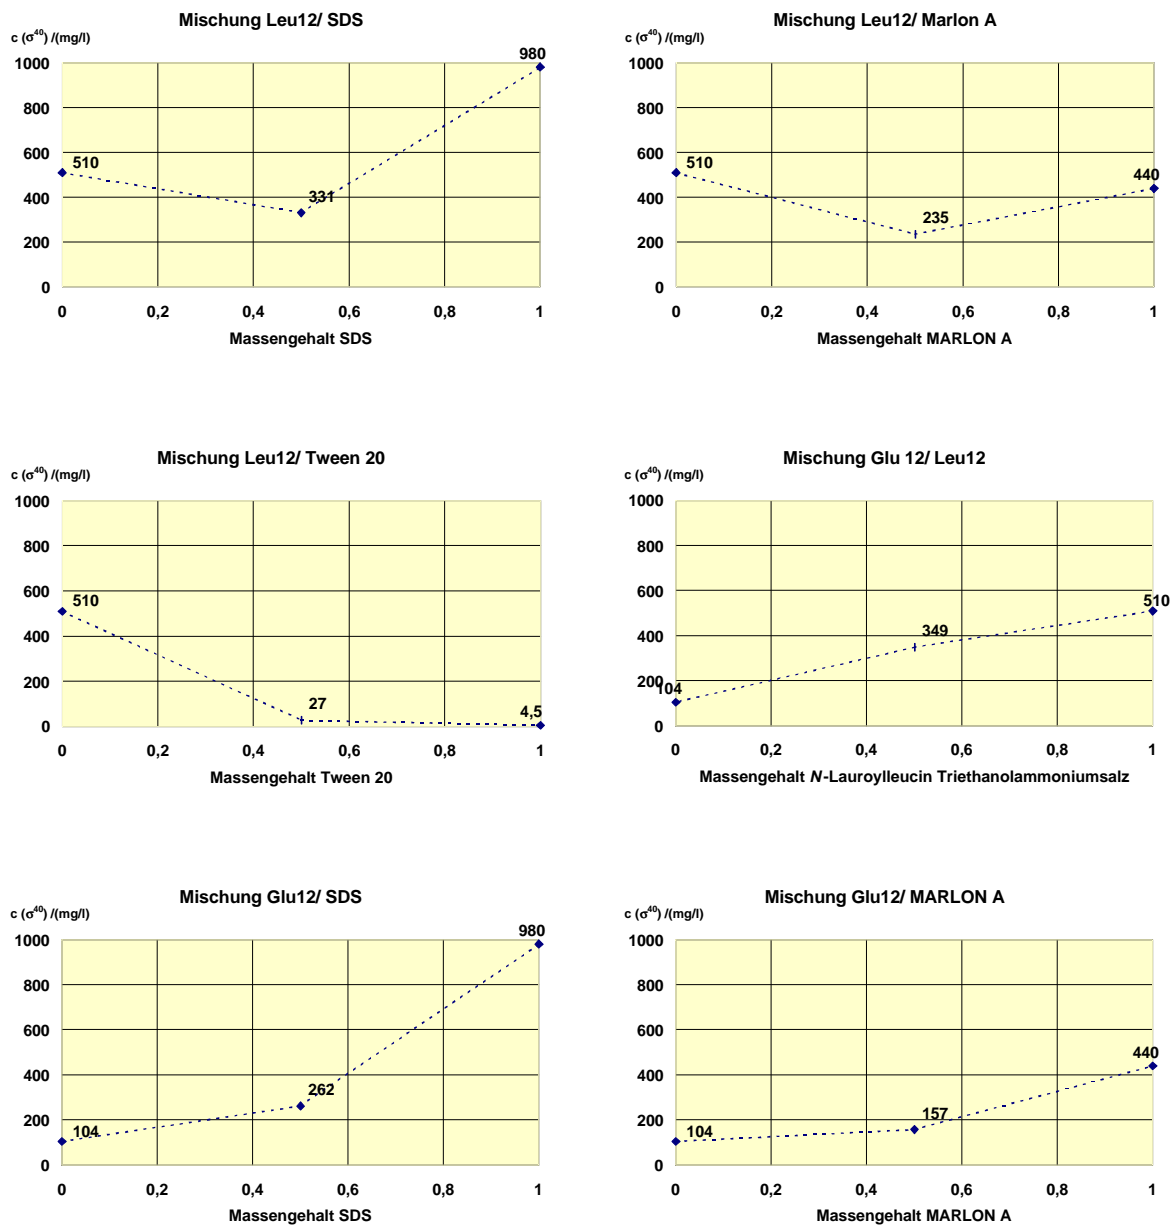 Mischung Leu12/ SDS
c (σ⁴⁰) /(mg/l)
1000
800
600
400
200
0
510
331
980
0 0,2 0,4 0,6 0,8 1
Massengehalt SDS
Mischung Leu12/ Marlon A
c (σ⁴⁰) /(mg/l)
1000
800
600
400
200
0
510
235
440
0 0,2 0,4 0,6 0,8 1
Massengehalt MARLON A
Mischung Leu12/ Tween 20
c (σ⁴⁰) /(mg/l)
1000
800
600
400
200
0
510
27
4,5
0 0,2 0,4 0,6 0,8 1
Massengehalt Tween 20
Mischung Glu 12/ Leu12
c (σ⁴⁰) /(mg/l)
1000
800
600
400
200
0
104
349
510
0 0,2 0,4 0,6 0,8 1
Massengehalt N-Lauroylleucin Triethanolammoniumsalz
Mischung Glu12/ SDS
c (σ⁴⁰) /(mg/l)
1000
800
600
400
200
0
104
262
980
0 0,2 0,4 0,6 0,8 1
Massengehalt SDS
Mischung Glu12/ MARLON A
c (σ⁴⁰) /(mg/l)
1000
800
600
400
200
0
104
157
440
0 0,2 0,4 0,6 0,8 1
Massengehalt MARLON A